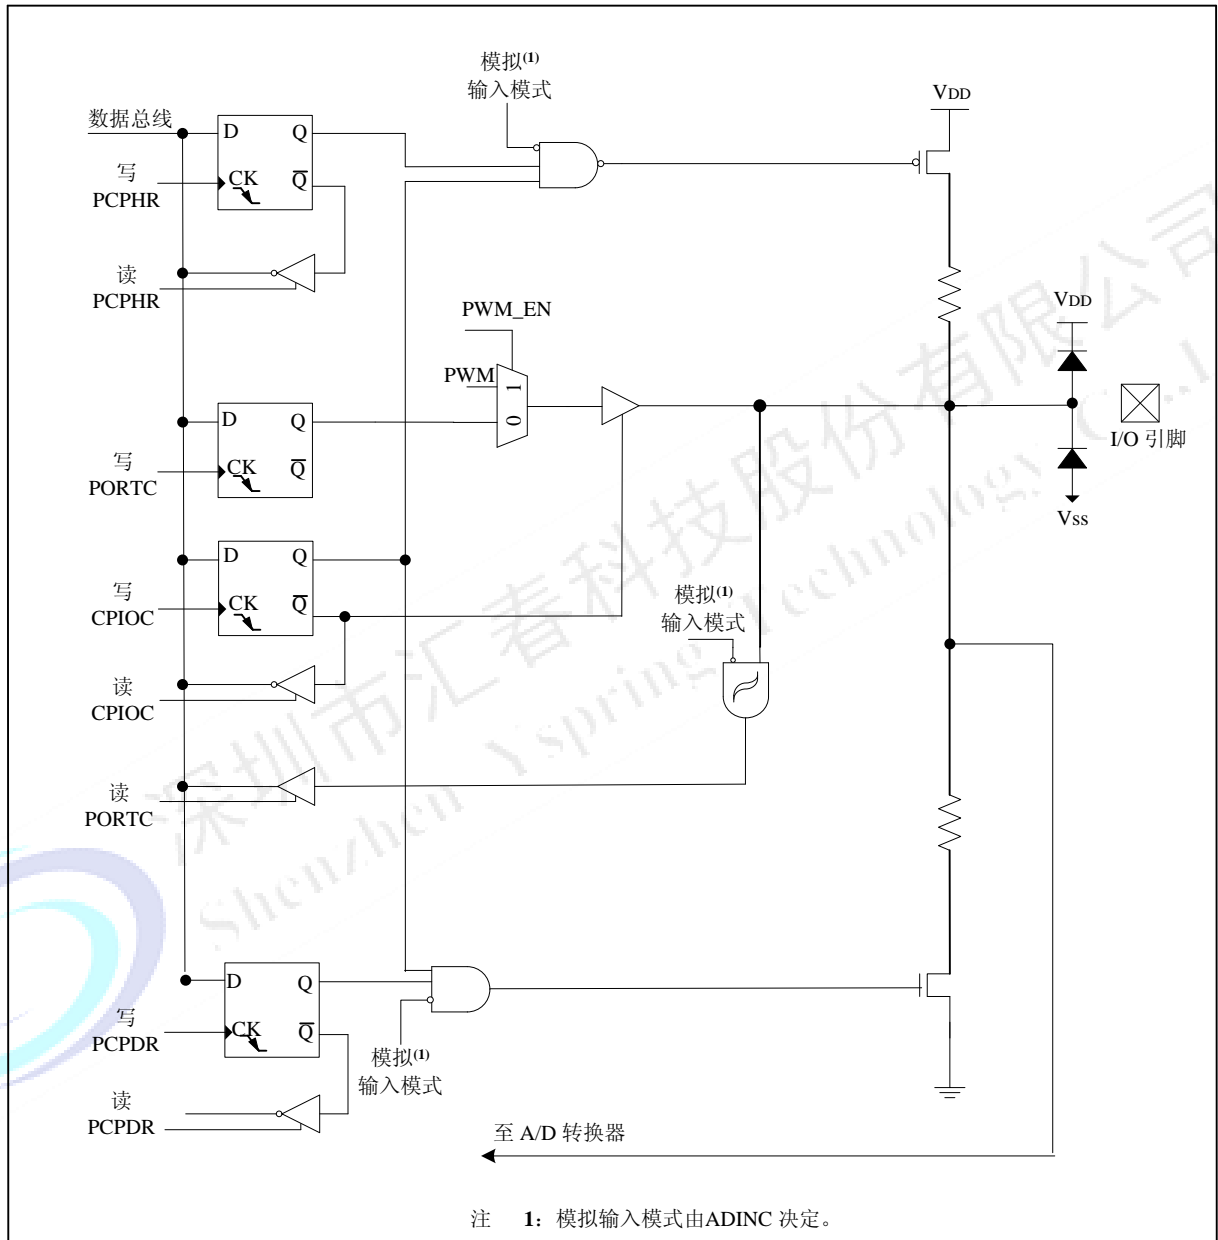 模拟(1)
输入模式
VDD
数据总线
D Q
写
PCPHR
CK Q
读
PCPHR
PWM_EN
VDD
PWM
1
0
D Q
I/O 引脚
写
PORTC
CK Q
VSS
D Q
写
CPIOC
CK Q
模拟(1)
输入模式
读
CPIOC
读
PORTC
D Q
写
PCPDR
CK Q
模拟(1)
输入模式
读
PCPDR
至 A/D 转换器
注 1：模拟输入模式由ADINC 决定。
深圳市汇春科技股份有限公司
Shenzhen Yspring Technology Co.,l